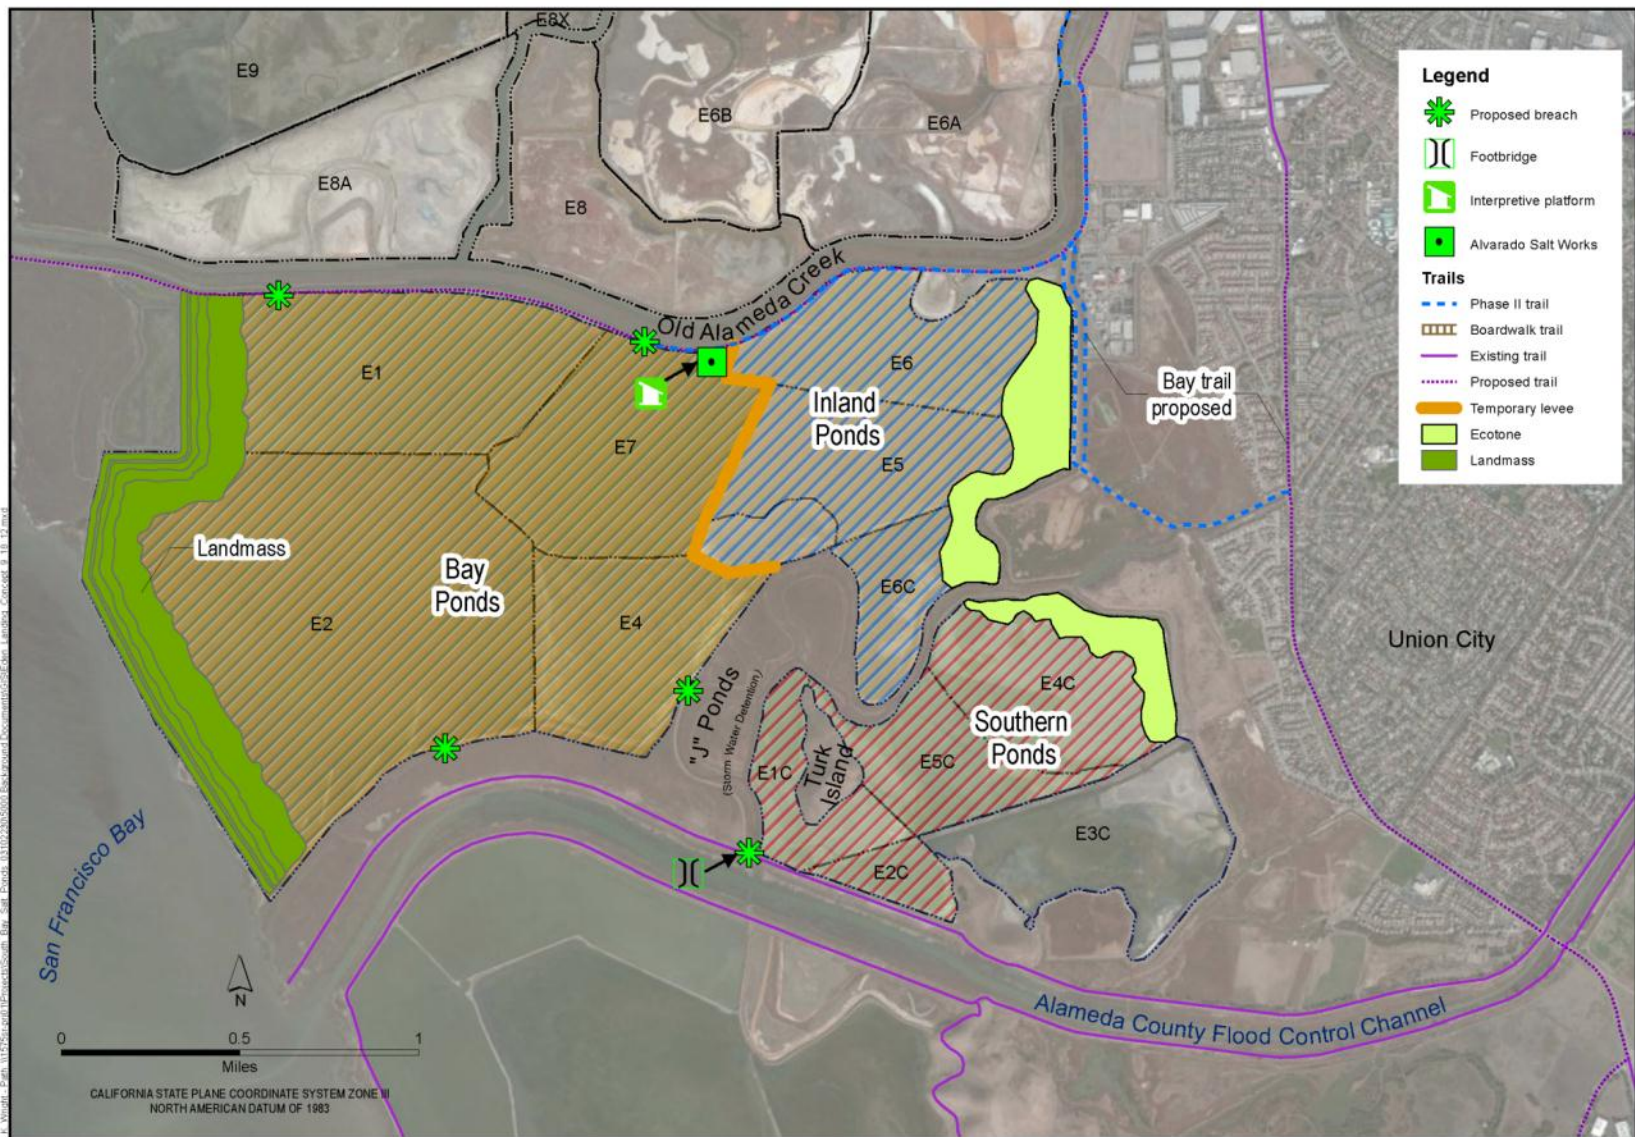 E8X
E9
E6B
E6A
E8A
E8
Old Alameda Creek
E1
E6
Inland
Ponds
E7
E5
Bay trail
proposed
Landmass
Bay
Ponds
E6C
E2
E4
Union City
E4C
"J" Ponds
(Storm Water Detention)
Southern
Ponds
E5C
E1C
Turk
Island
E3C
E2C
San Francisco Bay
Alameda County Flood Control Channel
N
0 0.5 1
Miles
CALIFORNIA STATE PLANE COORDINATE SYSTEM ZONE III
NORTH AMERICAN DATUM OF 1983
Legend
Proposed breach
Footbridge
Interpretive platform
Alvarado Salt Works
Trails
Phase II trail
Boardwalk trail
Existing trail
Proposed trail
Temporary levee
Ecotone
Landmass